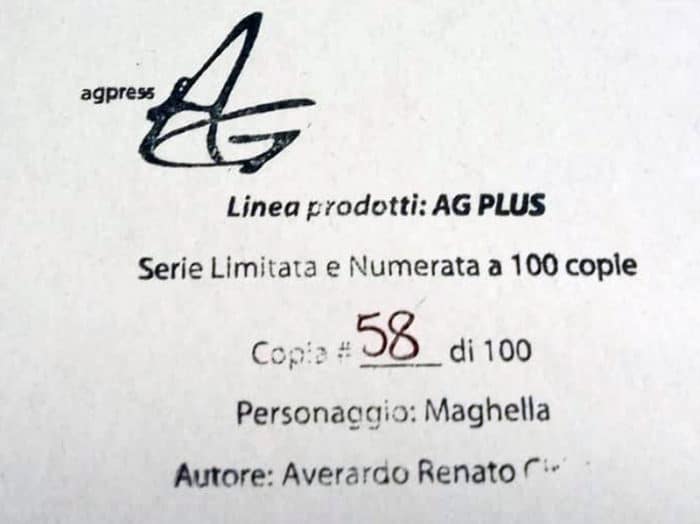 agpress
AG
Linea prodotti: AG PLUS
Serie Limitata e Numerata a 100 copie
Copia # 58 di 100
Personaggio: Maghella
Autore: Averardo Renato